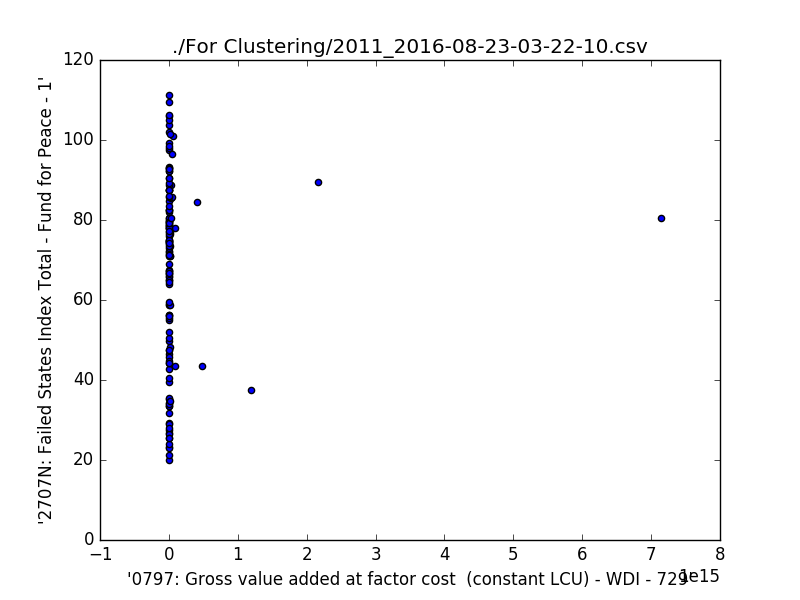 ./For Clustering/2011_2016-08-23-03-22-10.csv
120
100
80
60
40
20
0
'2707N: Failed States Index Total - Fund for Peace - 1'
−1 0 1 2 3 4 5 6 7 8
1e15
'0797: Gross value added at factor cost  (constant LCU) - WDI - 729